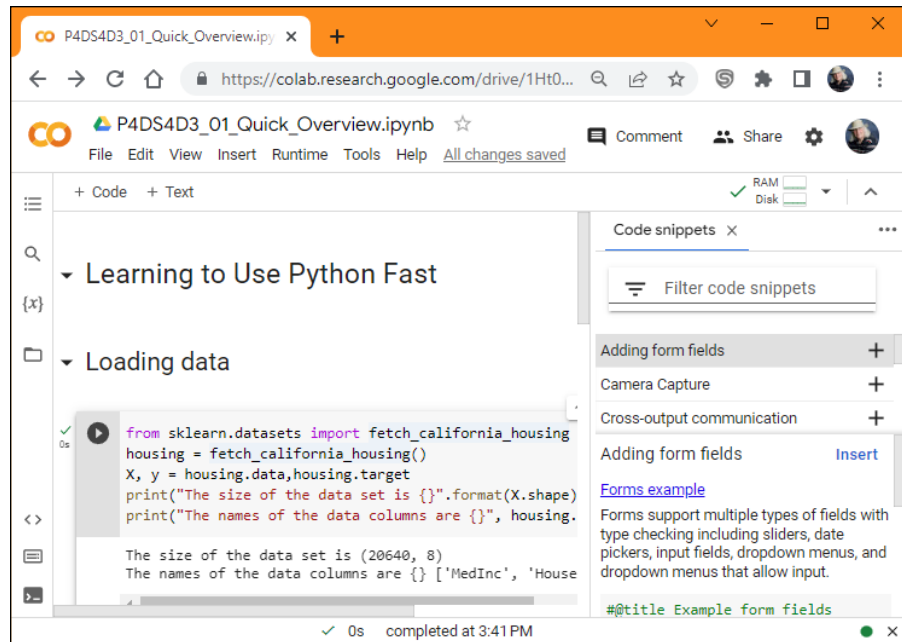 P4DS4D3_01_Quick_Overview.ipy
https://colab.research.google.com/drive/1Ht0...
P4DS4D3_01_Quick_Overview.ipynb
Comment
Share
File Edit View Insert Runtime Tools Help All changes saved
+ Code + Text
RAM
Disk
Learning to Use Python Fast
Loading data
{x}
0s
from sklearn.datasets import fetch_california_housing
housing = fetch_california_housing()
X, y = housing.data,housing.target
print("The size of the data set is {}".format(X.shape)
print("The names of the data columns are {}", housing.
The size of the data set is (20640, 8)
The names of the data columns are {} ['MedInc', 'House
Code snippets
Filter code snippets
Adding form fields
Camera Capture
Cross-output communication
Adding form fields Insert
Forms example
Forms support multiple types of fields with
type checking including sliders, date
pickers, input fields, dropdown menus, and
dropdown menus that allow input.
#@title Example form fields
0s completed at 3:41 PM